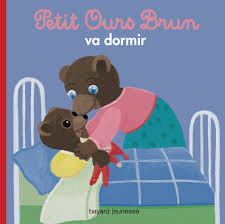 Petit Ours Brun
va dormir
bayard jeunesse